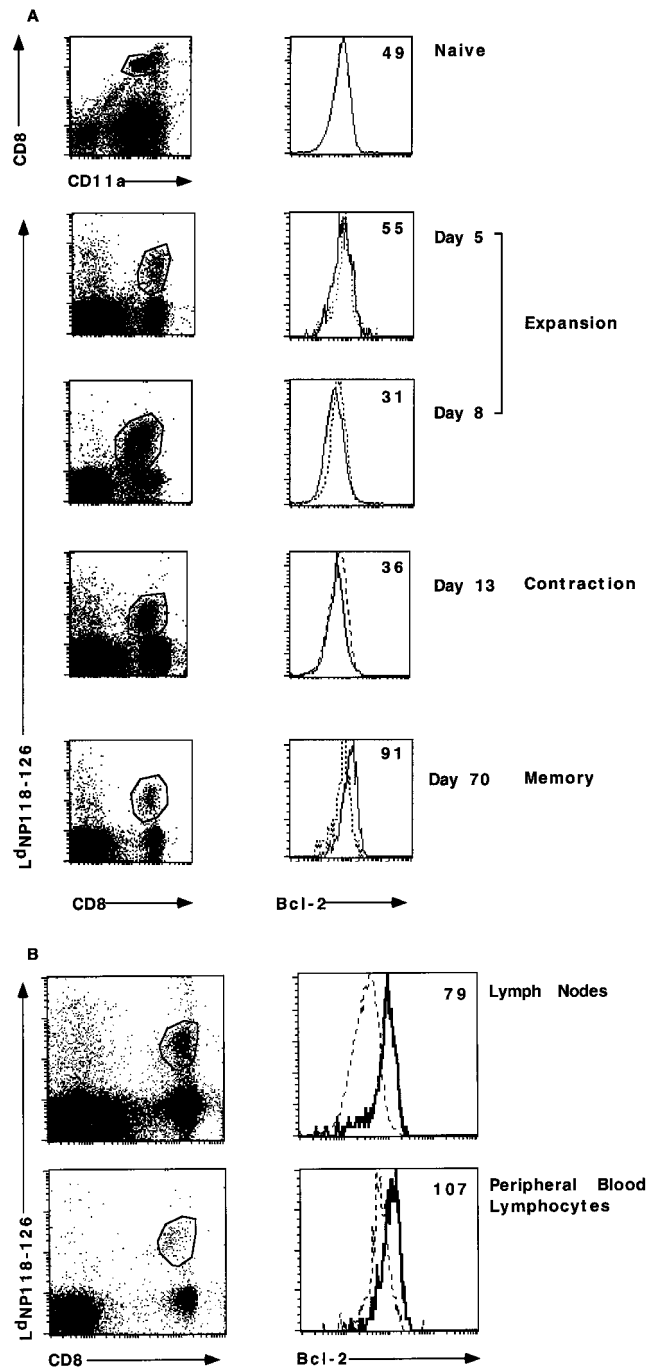 A
49 Naive
CD8
CD11a
55 Day 5
Expansion
31 Day 8
36 Day 13 Contraction
91 Day 70 Memory
LdNP118-126
CD8 Bcl-2
B
79 Lymph Nodes
107 Peripheral Blood
Lymphocytes
LdNP118-126
CD8 Bcl-2